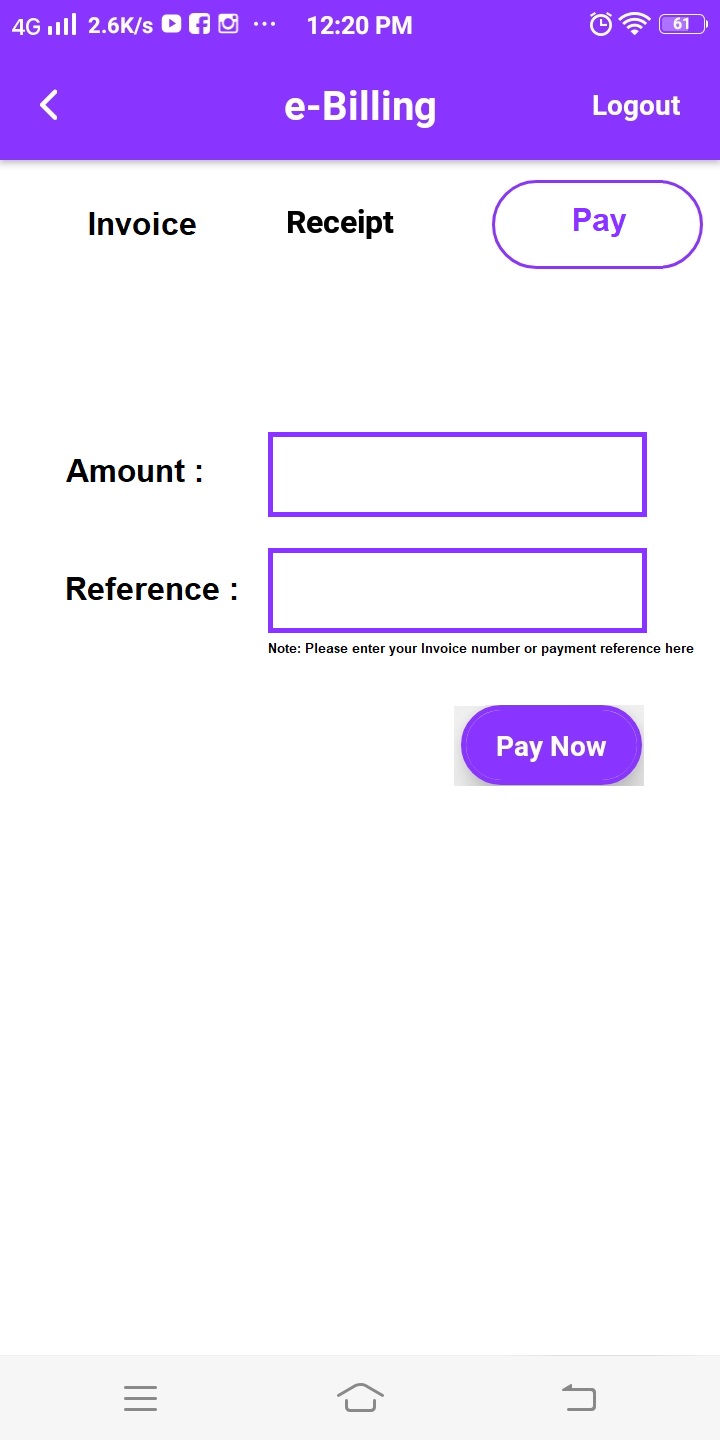 4G 2.6K/s ... 12:20 PM 61
e-Billing Logout
Invoice Receipt Pay
Amount :
Reference :
Note: Please enter your Invoice number or payment reference here
Pay Now